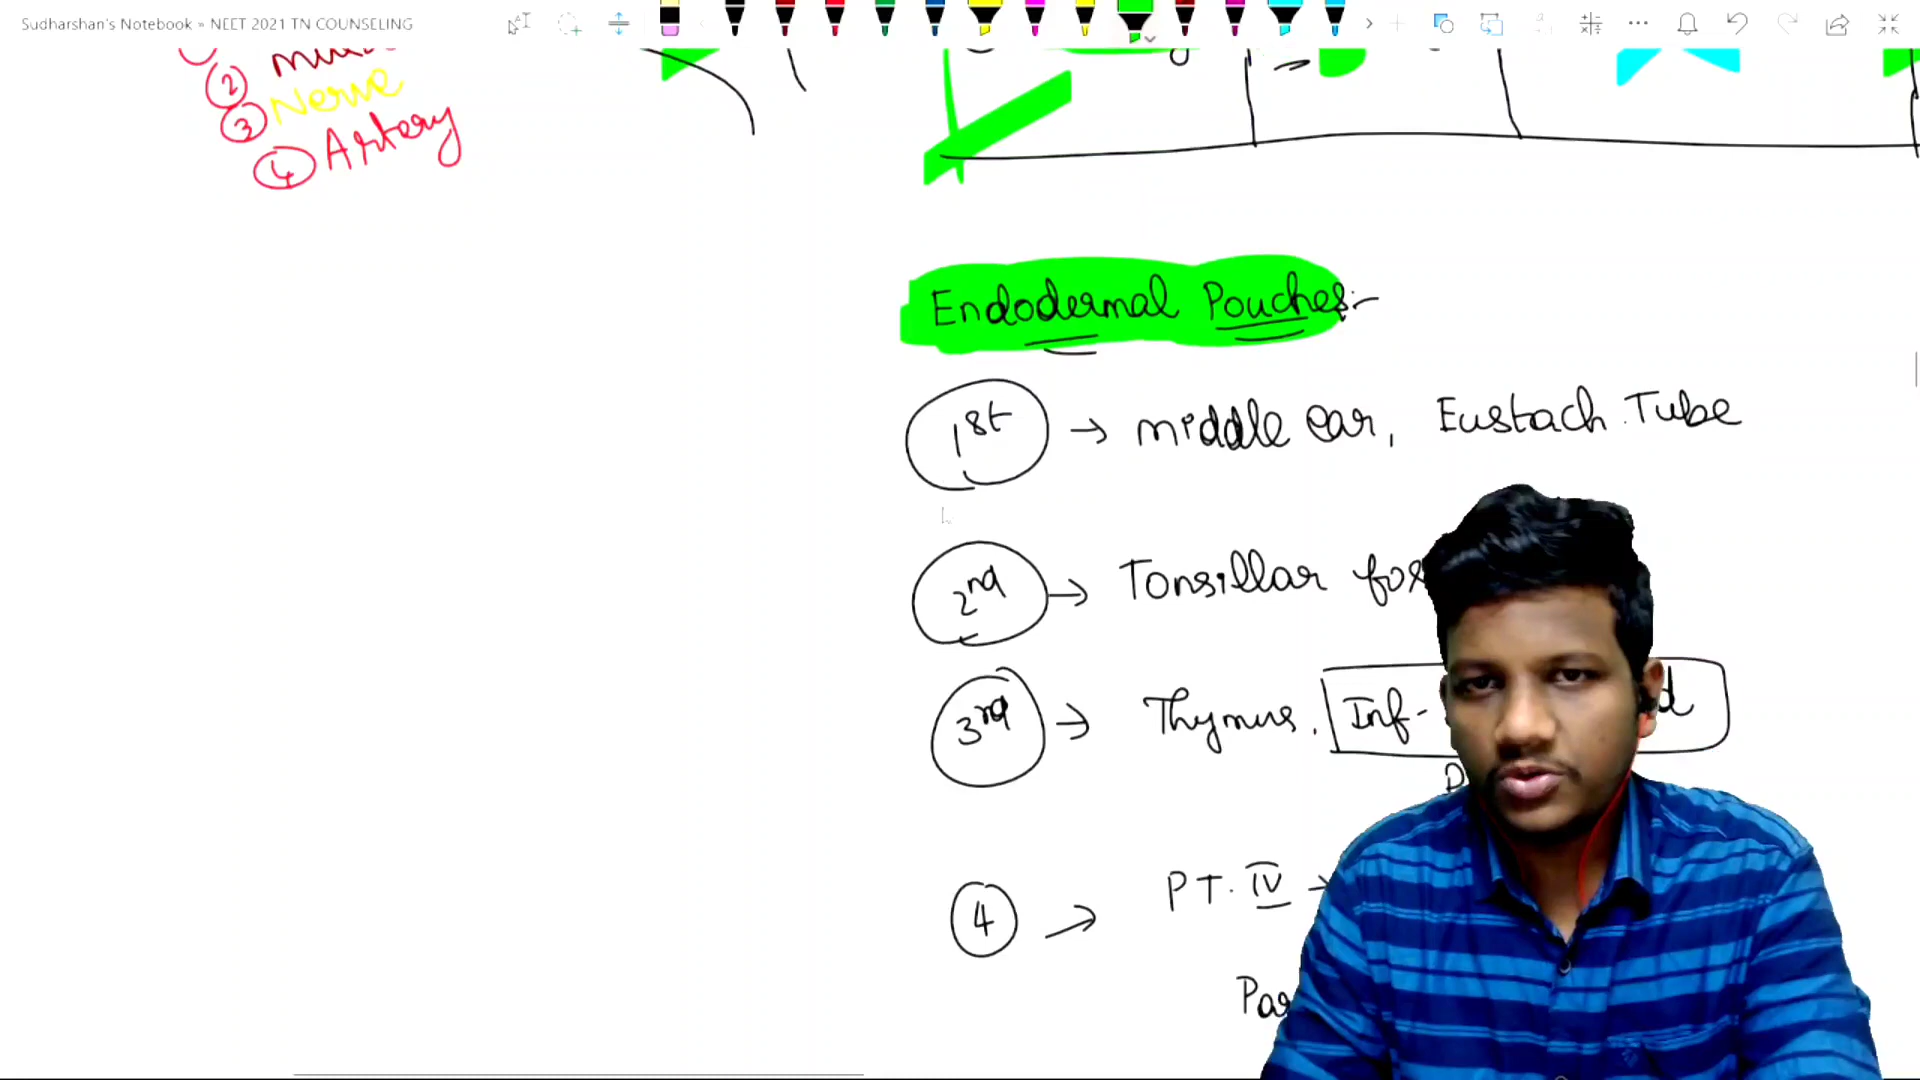 Sudharshan's Notebook » NEET 2021 TN COUNSELING
②
③ Nerve
④ Artery
Endodermal Pouches:-
1st → middle ear, Eustach. Tube
2nd → Tonsillar
3rd → Thymus. Inf-
4 → PT. IV →